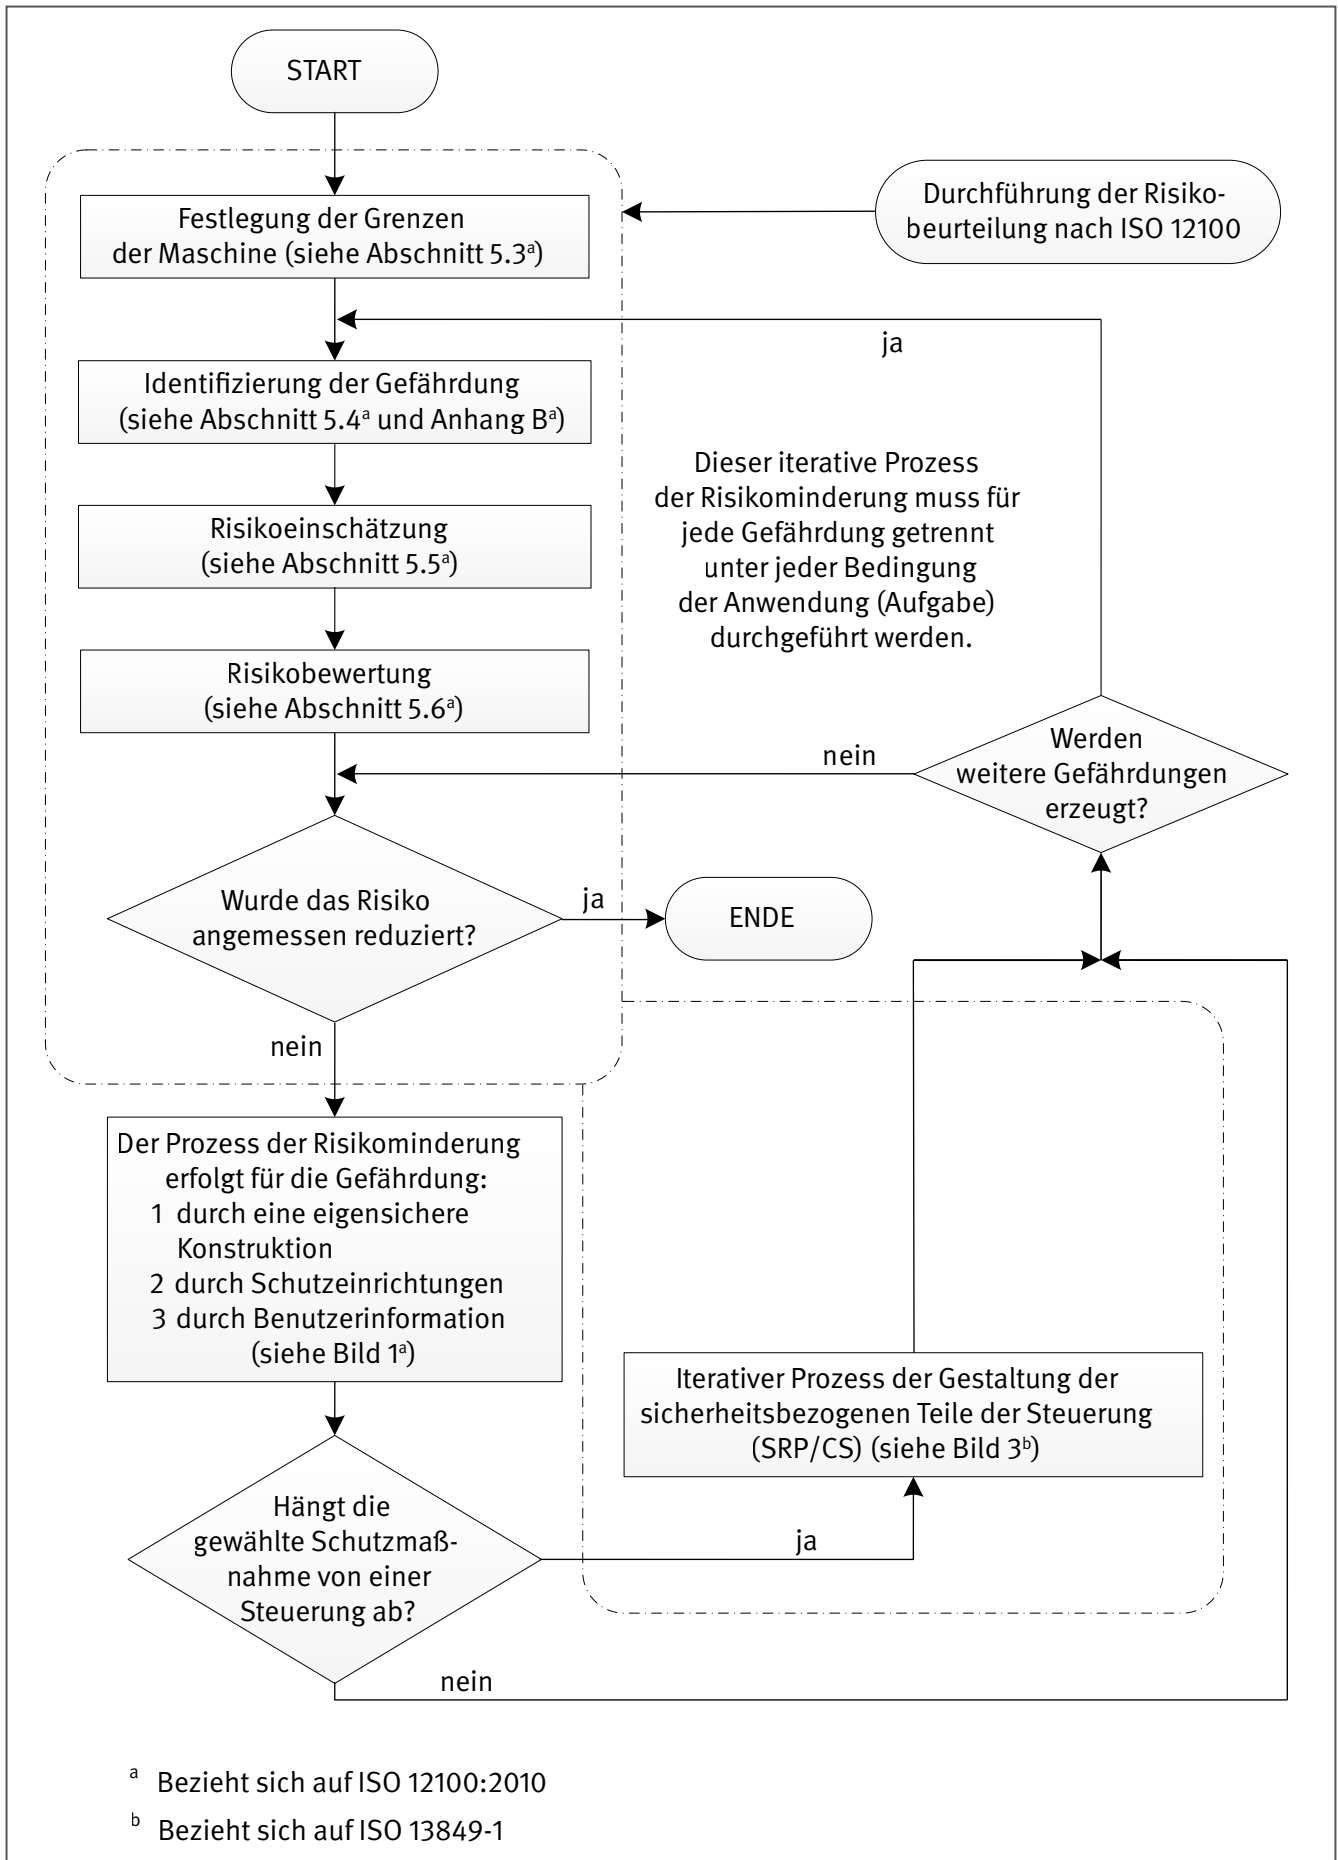 START
Durchführung der Risiko-
beurteilung nach ISO 12100
Festlegung der Grenzen
der Maschine (siehe Abschnitt 5.3ᵃ)
ja
Identifizierung der Gefährdung
(siehe Abschnitt 5.4ᵃ und Anhang Bᵃ)
Dieser iterative Prozess
der Risikominderung muss für
jede Gefährdung getrennt
unter jeder Bedingung
der Anwendung (Aufgabe)
durchgeführt werden.
Risikoeinschätzung
(siehe Abschnitt 5.5ᵃ)
Risikobewertung
(siehe Abschnitt 5.6ᵃ)
nein
Werden
weitere Gefährdungen
erzeugt?
Wurde das Risiko
angemessen reduziert?
ja
ENDE
nein
Der Prozess der Risikominderung
erfolgt für die Gefährdung:
1 durch eine eigensichere
Konstruktion
2 durch Schutzeinrichtungen
3 durch Benutzerinformation
(siehe Bild 1ᵃ)
Iterativer Prozess der Gestaltung der
sicherheitsbezogenen Teile der Steuerung
(SRP/CS) (siehe Bild 3ᵇ)
Hängt die
gewählte Schutzmaß-
nahme von einer
Steuerung ab?
ja
nein
ᵃ Bezieht sich auf ISO 12100:2010
ᵇ Bezieht sich auf ISO 13849-1